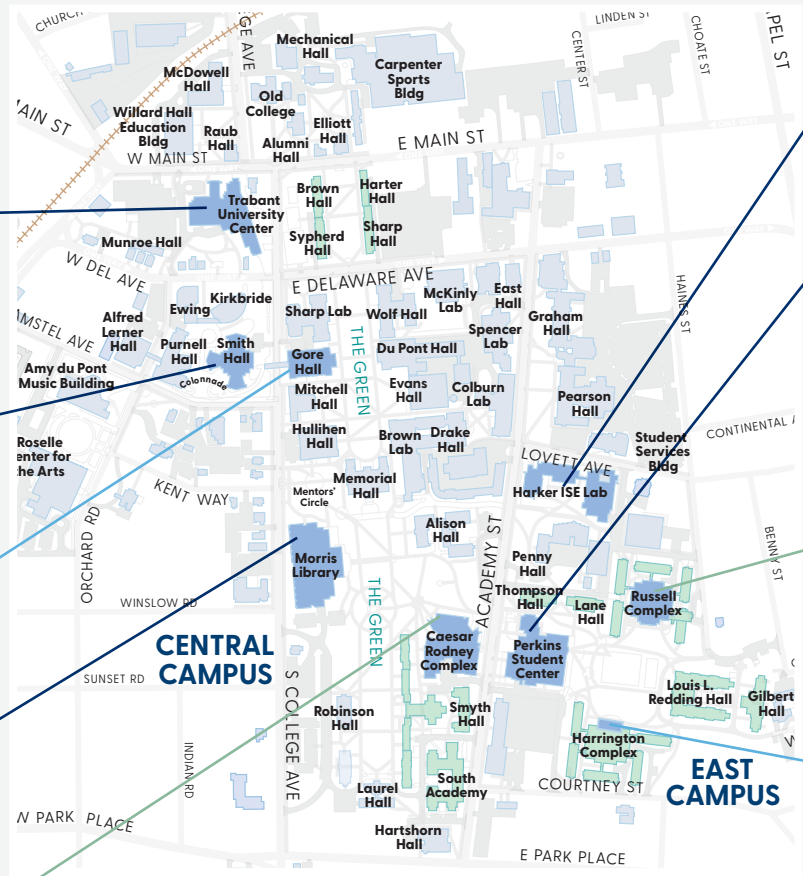 CHURCH
GE AVE
LINDEN ST
PEL ST
CENTER ST
CHOATE ST
Mechanical
Hall
Carpenter
Sports
Bldg
McDowell
Hall
Old
College
Willard Hall
Education
Bldg
Raub
Hall
Elliott
Hall
Alumni
Hall
AIN ST
W MAIN ST
E MAIN ST
Brown
Hall
Harter
Hall
Trabant
University
Center
Sypherd
Hall
Sharp
Hall
Munroe Hall
W DEL AVE
E DELAWARE AVE
HAINES ST
Kirkbride
Ewing
Sharp Lab
Wolf Hall
McKinly
Lab
East
Hall
Graham
Hall
Spencer
Lab
AMSTEL AVE
Alfred
Lerner
Hall
Purnell
Hall
Smith
Hall
Gore
Hall
THE GREEN
Du Pont Hall
Amy du Pont
Music Building
Colonnade
Mitchell
Hall
Evans
Hall
Colburn
Lab
Pearson
Hall
Hullihen
Hall
Brown
Lab
Drake
Hall
CONTINENTAL A
Student
Services
Bldg
Roselle
enter for
he Arts
LOVETT AVE
Memorial
Hall
Harker ISE Lab
KENT WAY
Mentors'
Circle
ORCHARD RD
Alison
Hall
ACADEMY ST
BENNY ST
Morris
Library
Penny
Hall
WINSLOW RD
THE GREEN
Thompson
Hall
Lane
Hall
Russell
Complex
CENTRAL
CAMPUS
Caesar
Rodney
Complex
Perkins
Student
Center
SUNSET RD
S COLLEGE AVE
Louis L.
Redding Hall
Gilbert
Hall
W
Robinson
Hall
Smyth
Hall
Harrington
Complex
INDIAN RD
EAST
CAMPUS
Laurel
Hall
South
Academy
COURTNEY ST
W PARK PLACE
Hartshorn
Hall
E PARK PLACE